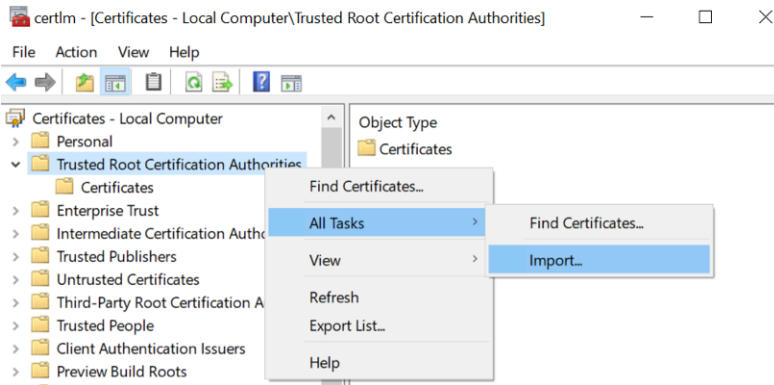 certlm - [Certificates - Local Computer\Trusted Root Certification Authorities]
File Action View Help
Certificates - Local Computer
Personal
Trusted Root Certification Authorities
Certificates
Enterprise Trust
Intermediate Certification Autho
Trusted Publishers
Untrusted Certificates
Third-Party Root Certification A
Trusted People
Client Authentication Issuers
Preview Build Roots
Object Type
Certificates
Find Certificates...
All Tasks
View
Refresh
Export List...
Help
Find Certificates...
Import...